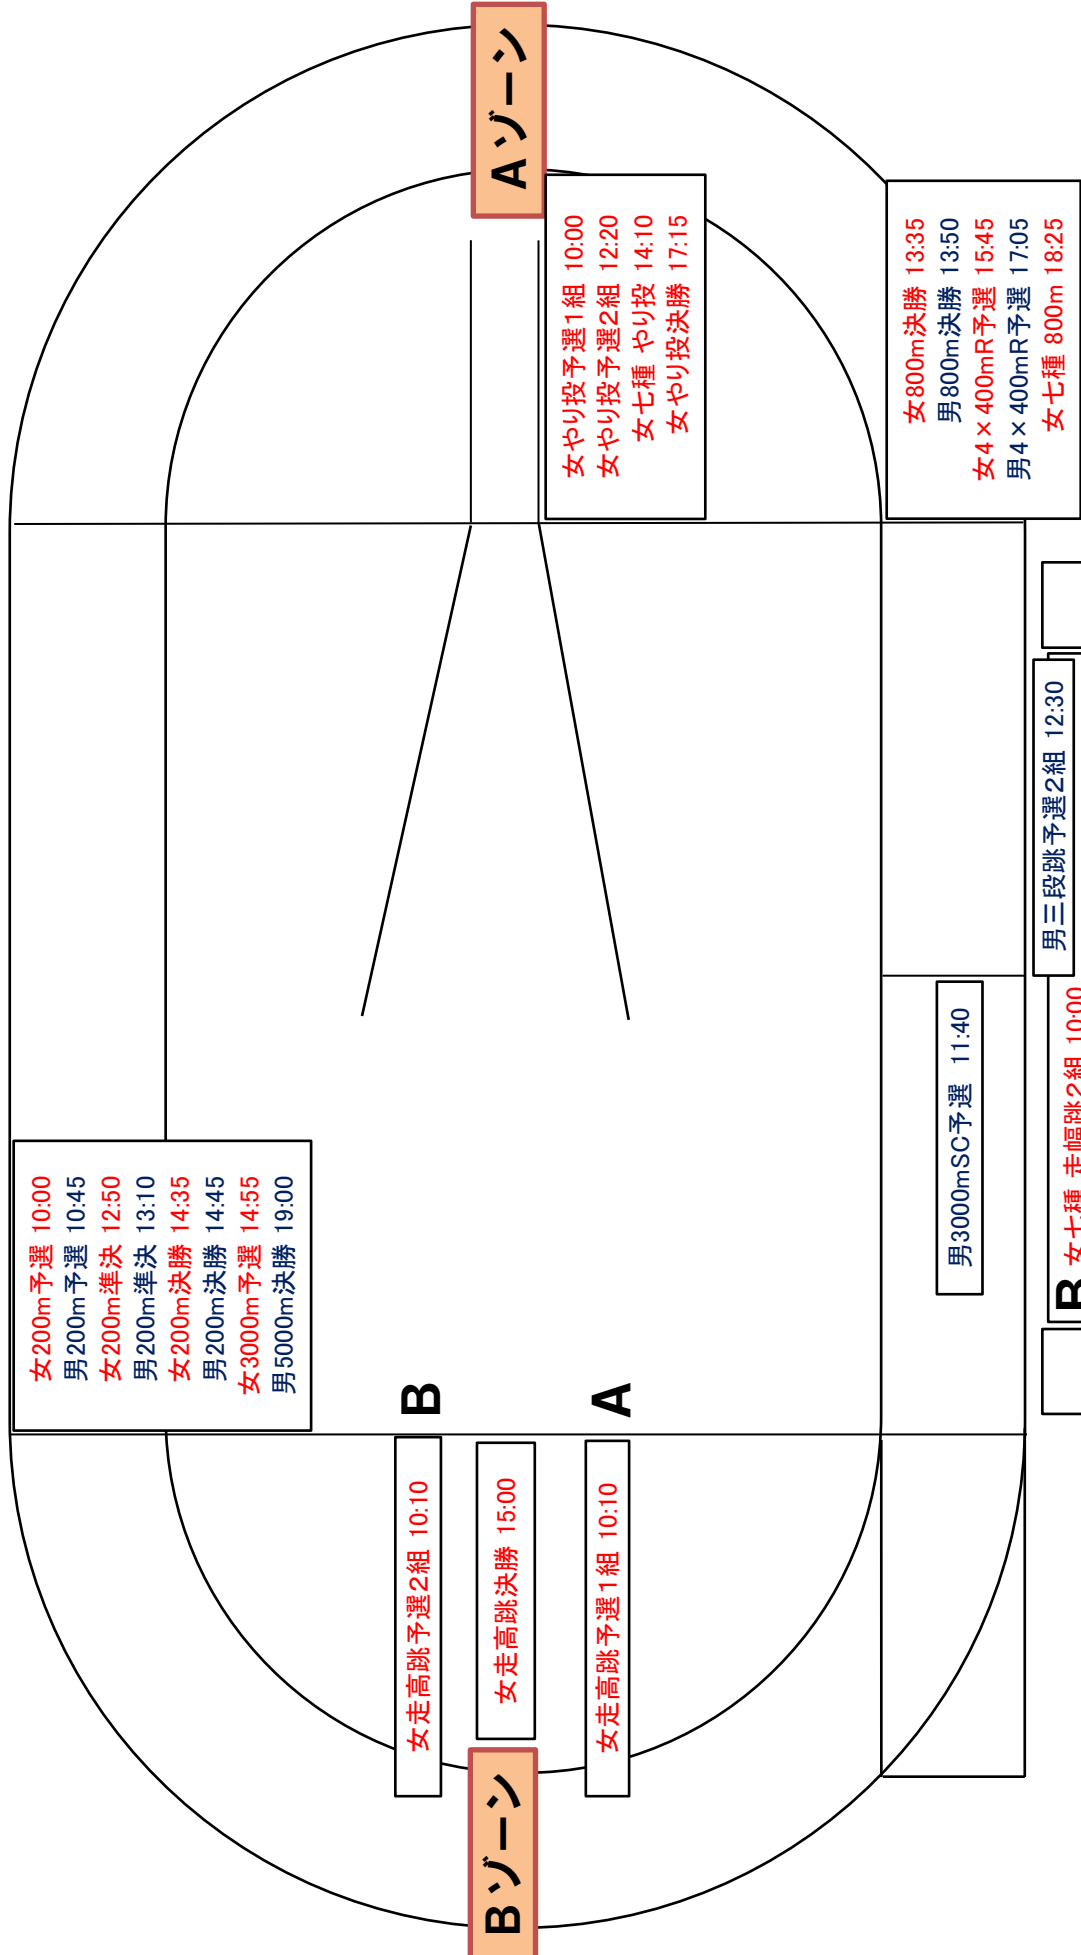 女200m予選 10:00
男200m予選 10:45
女200m準決 12:50
男200m準決 13:10
女200m決勝 14:35
男200m決勝 14:45
女3000m予選 14:55
男5000m決勝 19:00
Aゾーン
女やり投予選1組 10:00
女やり投予選2組 12:20
女七種 やり投 14:10
女やり投決勝 17:15
B
女走高跳予選2組 10:10
女走高跳決勝 15:00
A
女走高跳予選1組 10:10
Bゾーン
女800m決勝 13:35
男800m決勝 13:50
女4×400mR予選 15:45
男4×400mR予選 17:05
女七種 800m 18:25
男3000mSC予選 11:40
男三段跳予選2組 12:30
B
女七種 走幅跳2組 10:00